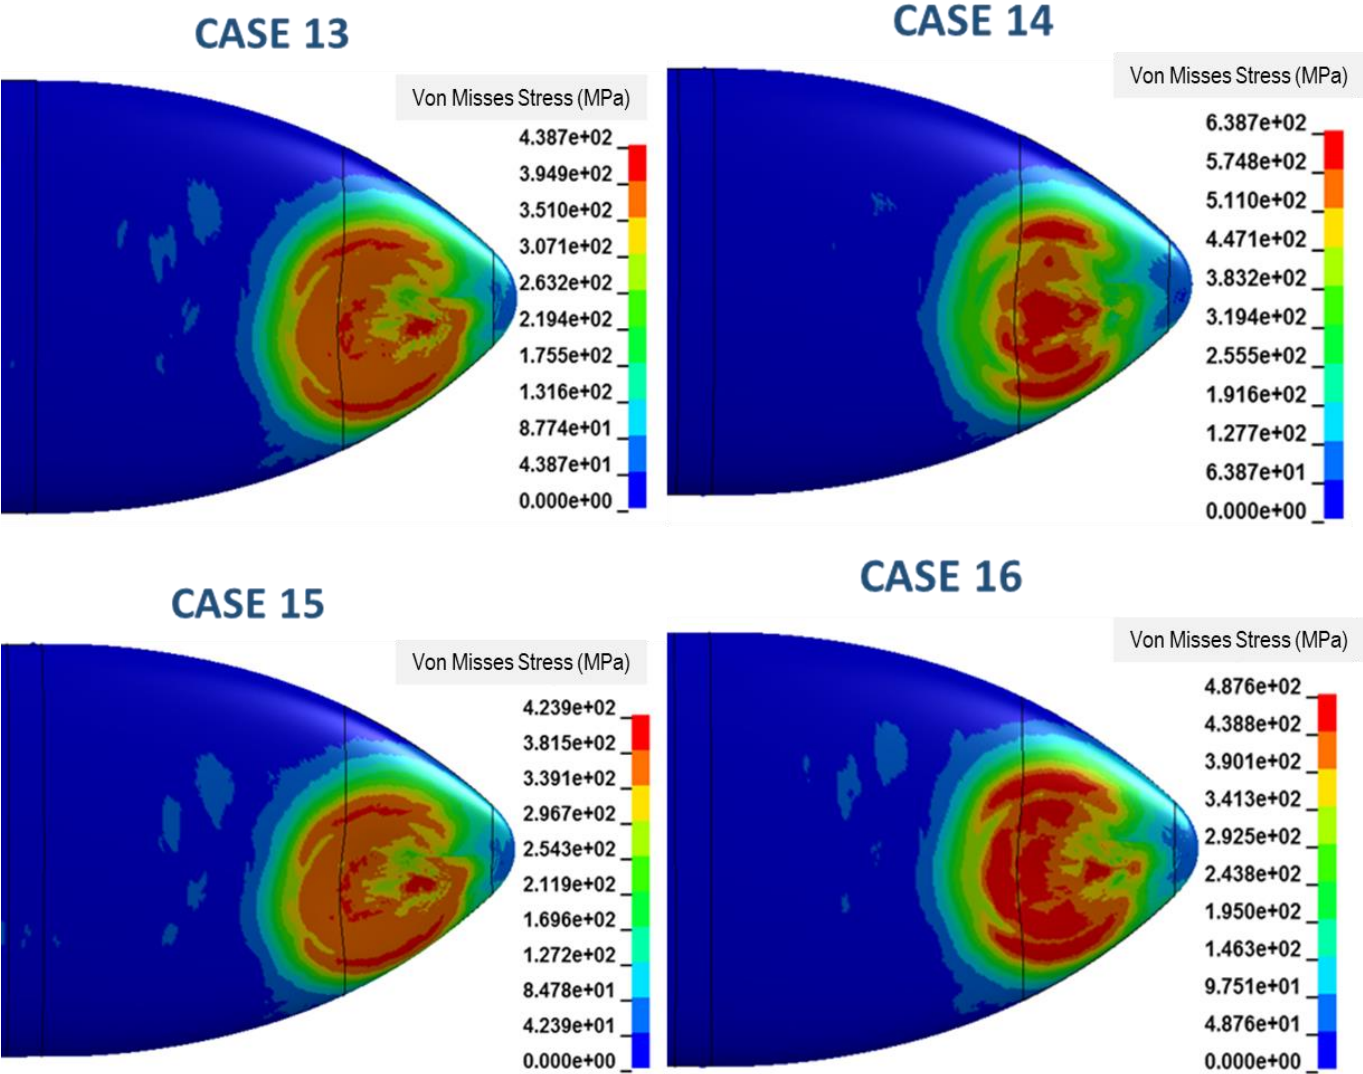 CASE 13
Von Misses Stress (MPa)
4.387e+02
3.949e+02
3.510e+02
3.071e+02
2.632e+02
2.194e+02
1.755e+02
1.316e+02
8.774e+01
4.387e+01
0.000e+00
CASE 14
Von Misses Stress (MPa)
6.387e+02
5.748e+02
5.110e+02
4.471e+02
3.832e+02
3.194e+02
2.555e+02
1.916e+02
1.277e+02
6.387e+01
0.000e+00
CASE 15
Von Misses Stress (MPa)
4.239e+02
3.815e+02
3.391e+02
2.967e+02
2.543e+02
2.119e+02
1.696e+02
1.272e+02
8.478e+01
4.239e+01
0.000e+00
CASE 16
Von Misses Stress (MPa)
4.876e+02
4.388e+02
3.901e+02
3.413e+02
2.925e+02
2.438e+02
1.950e+02
1.463e+02
9.751e+01
4.876e+01
0.000e+00